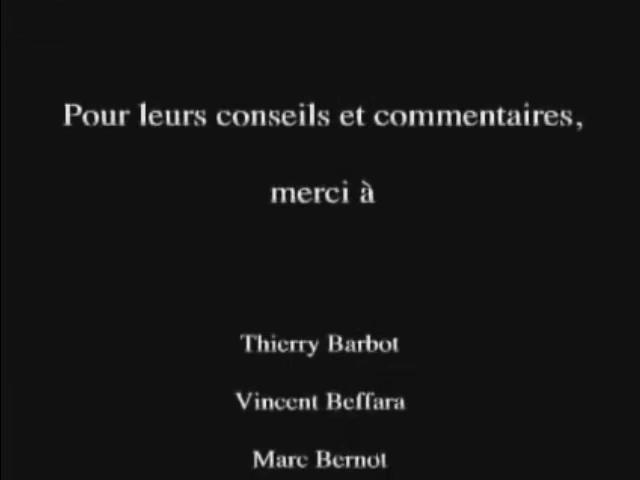 Pour leurs conseils et commentaires,
merci à
Thierry Barbot
Vincent Beffara
Marc Bernot